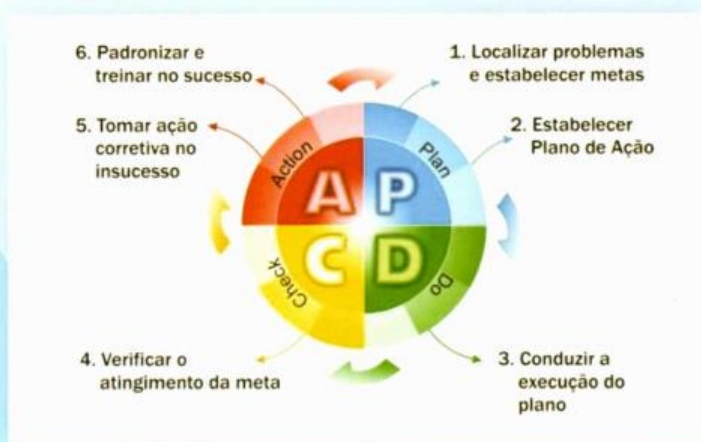 6. Padronizar e
treinar no sucesso
1. Localizar problemas
e estabelecer metas
5. Tomar ação
corretiva no
insucesso
2. Estabelecer
Plano de Ação
Action
Plan
A P
C D
Check
Do
4. Verificar o
atingimento da meta
3. Conduzir a
execução do
plano